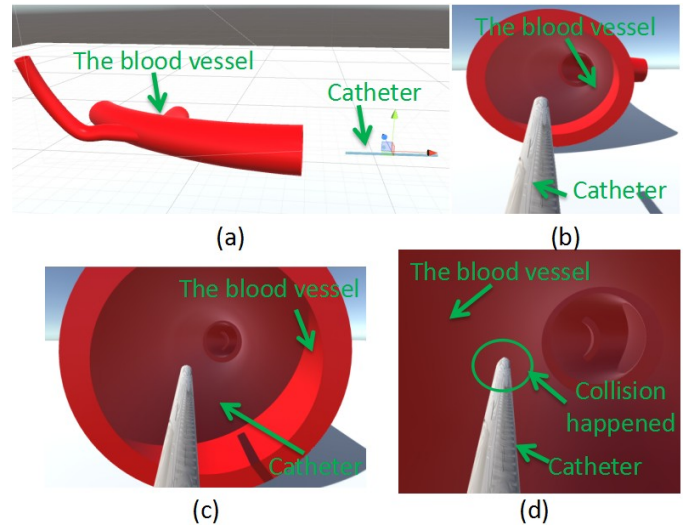 The blood vessel
Catheter
(a)
The blood vessel
Catheter
(b)
The blood vessel
Catheter
(c)
The blood vessel
Collision
happened
Catheter
(d)